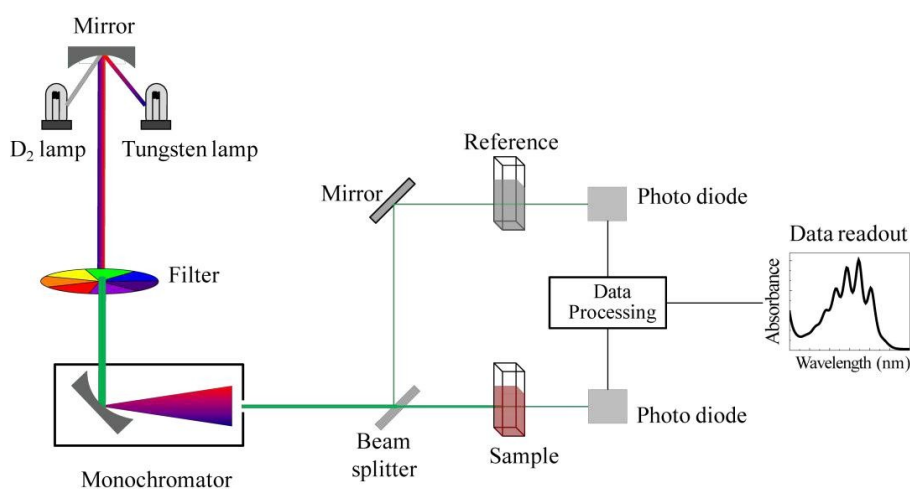 Mirror
D₂ lamp
Tungsten lamp
Filter
Monochromator
Mirror
Beam
splitter
Reference
Sample
Photo diode
Data
Processing
Photo diode
Data readout
Absorbance
Wavelength (nm)